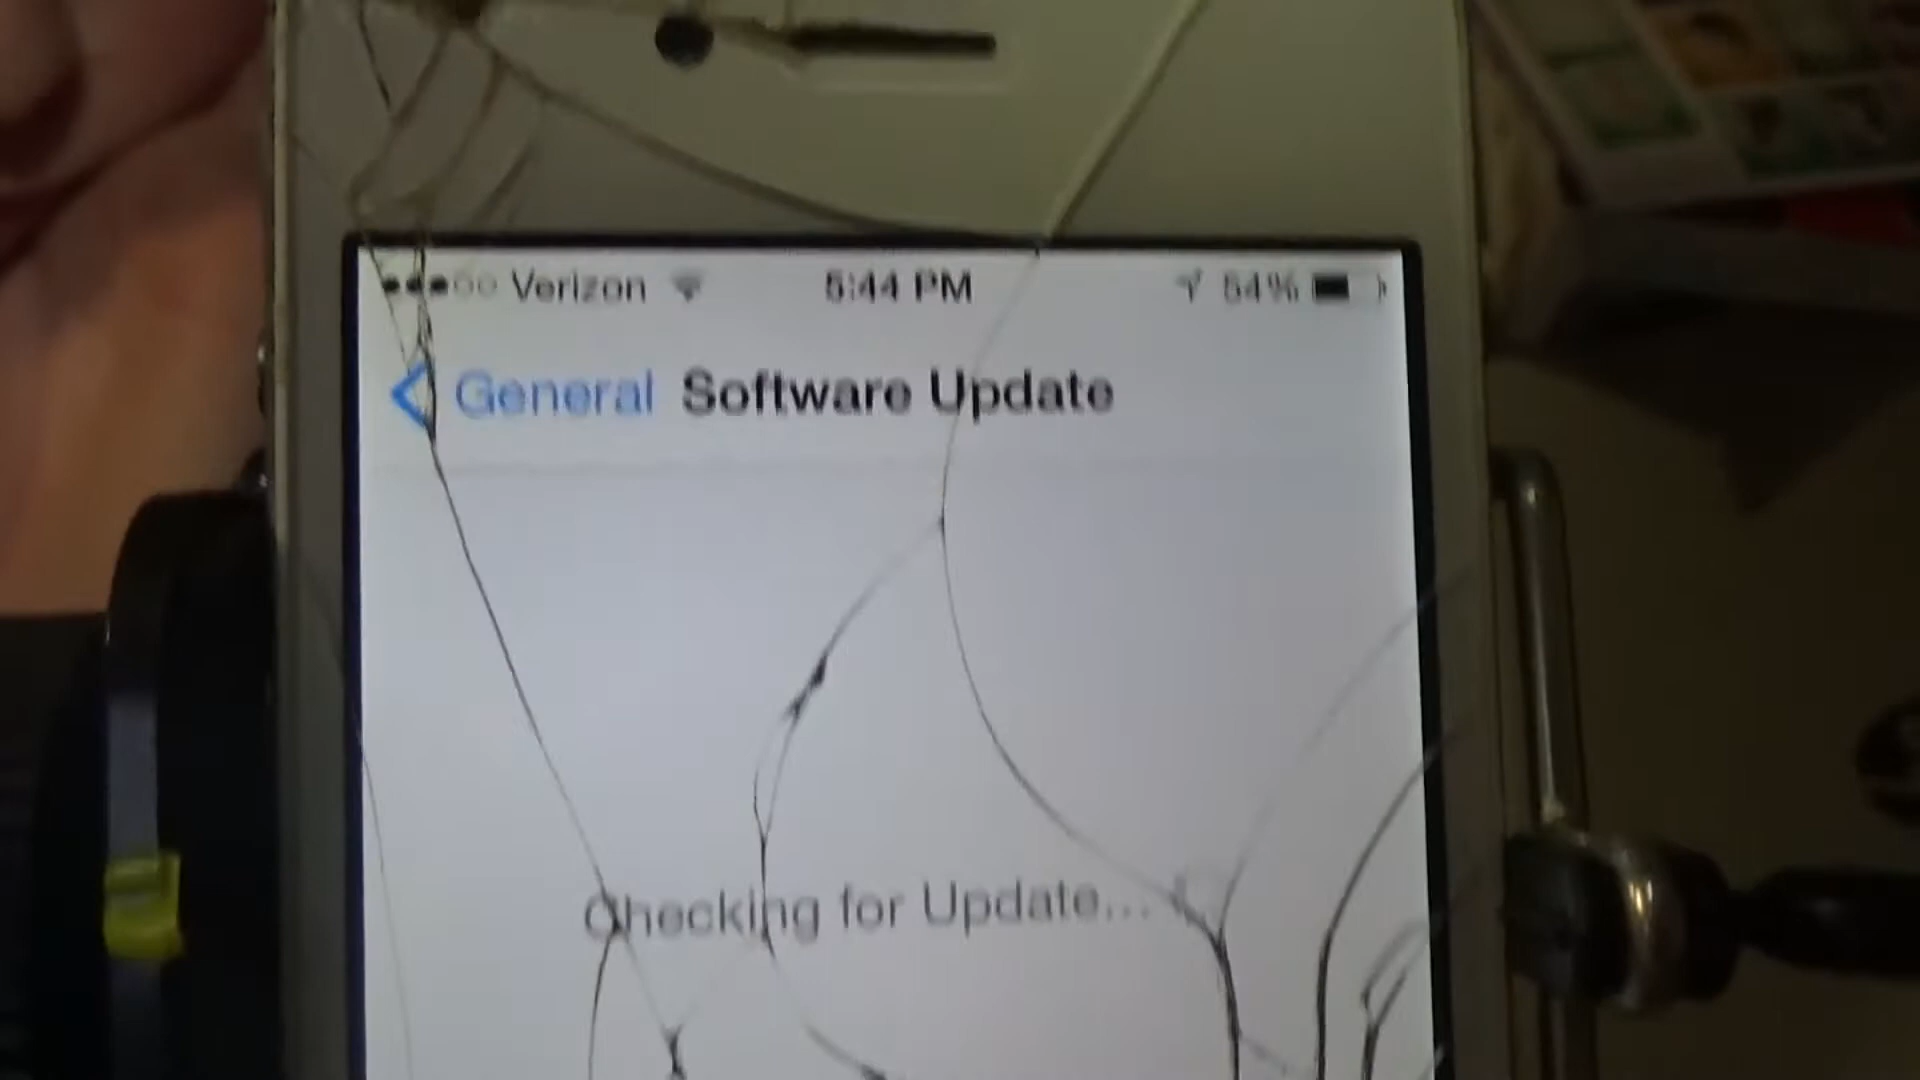 Verizon 5:44 PM 54%
General Software Update
Checking for Update...